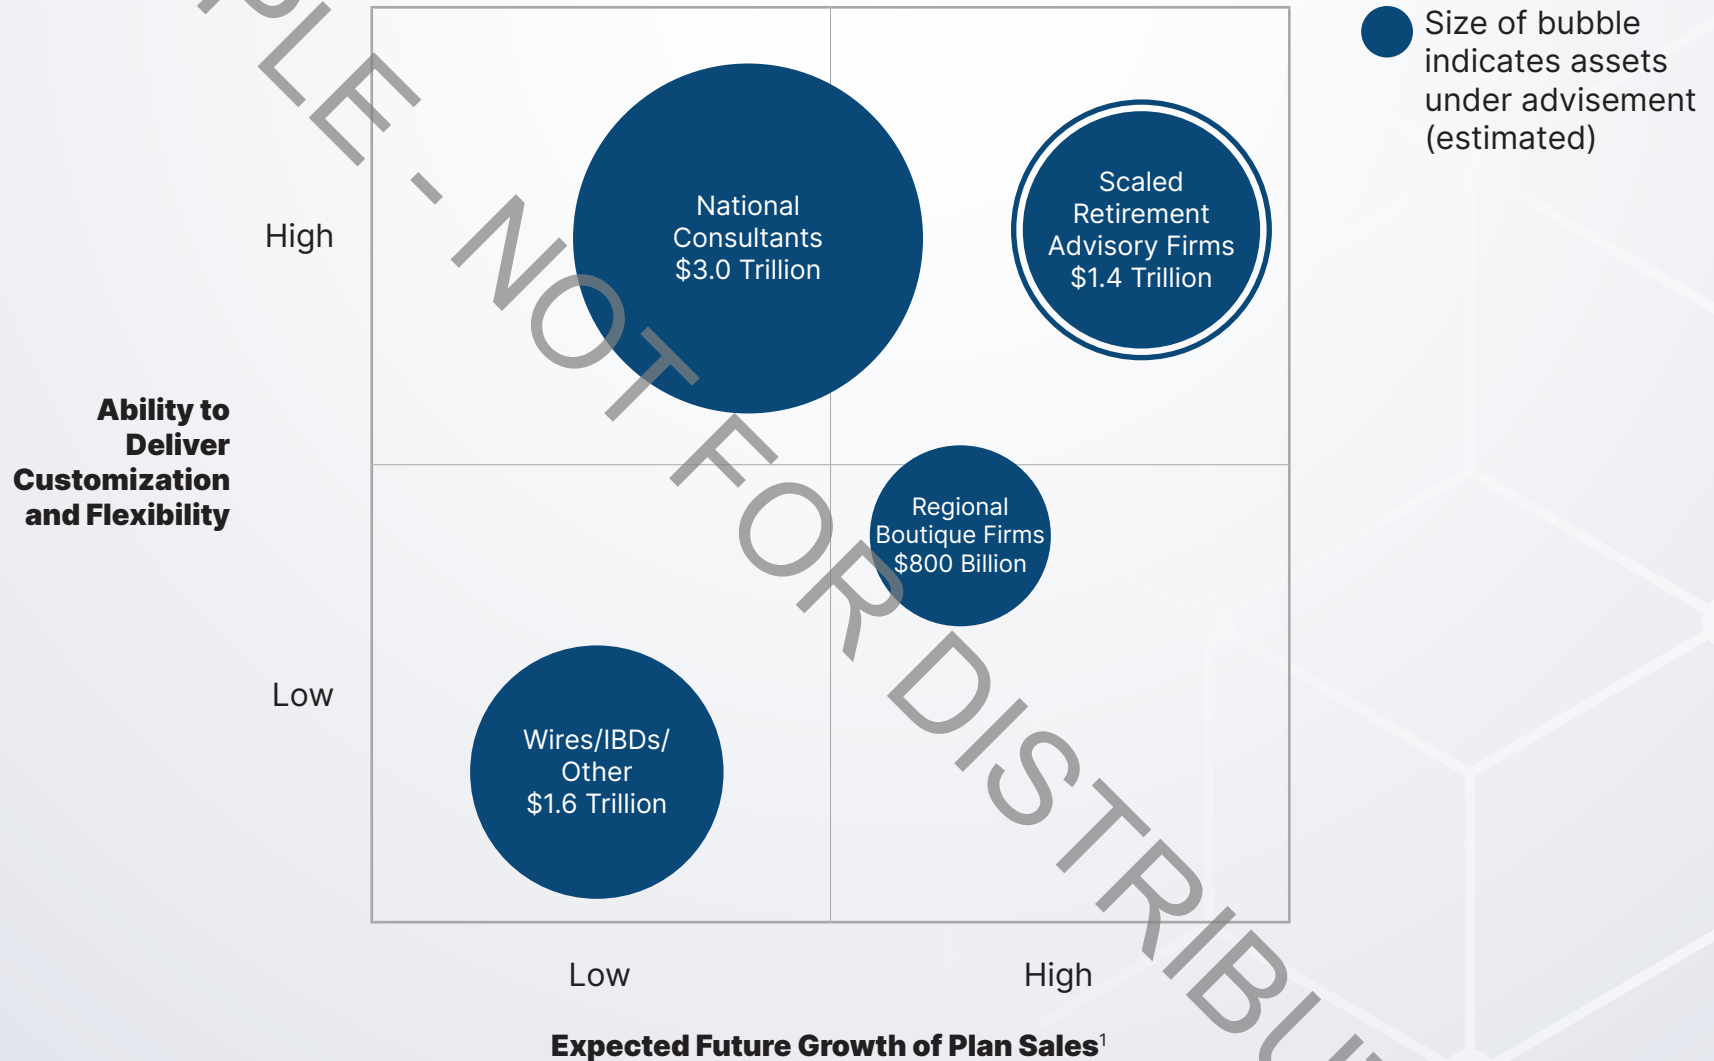 Size of bubble
indicates assets
under advisement
(estimated)
National
Consultants
$3.0 Trillion
Scaled
Retirement
Advisory Firms
$1.4 Trillion
High
Ability to
Deliver
Customization
and Flexibility
Regional
Boutique Firms
$800 Billion
Low
Wires/IBDs/
Other
$1.6 Trillion
Low
High
Expected Future Growth of Plan Sales¹
PLE - NOT FOR DISTRIBU